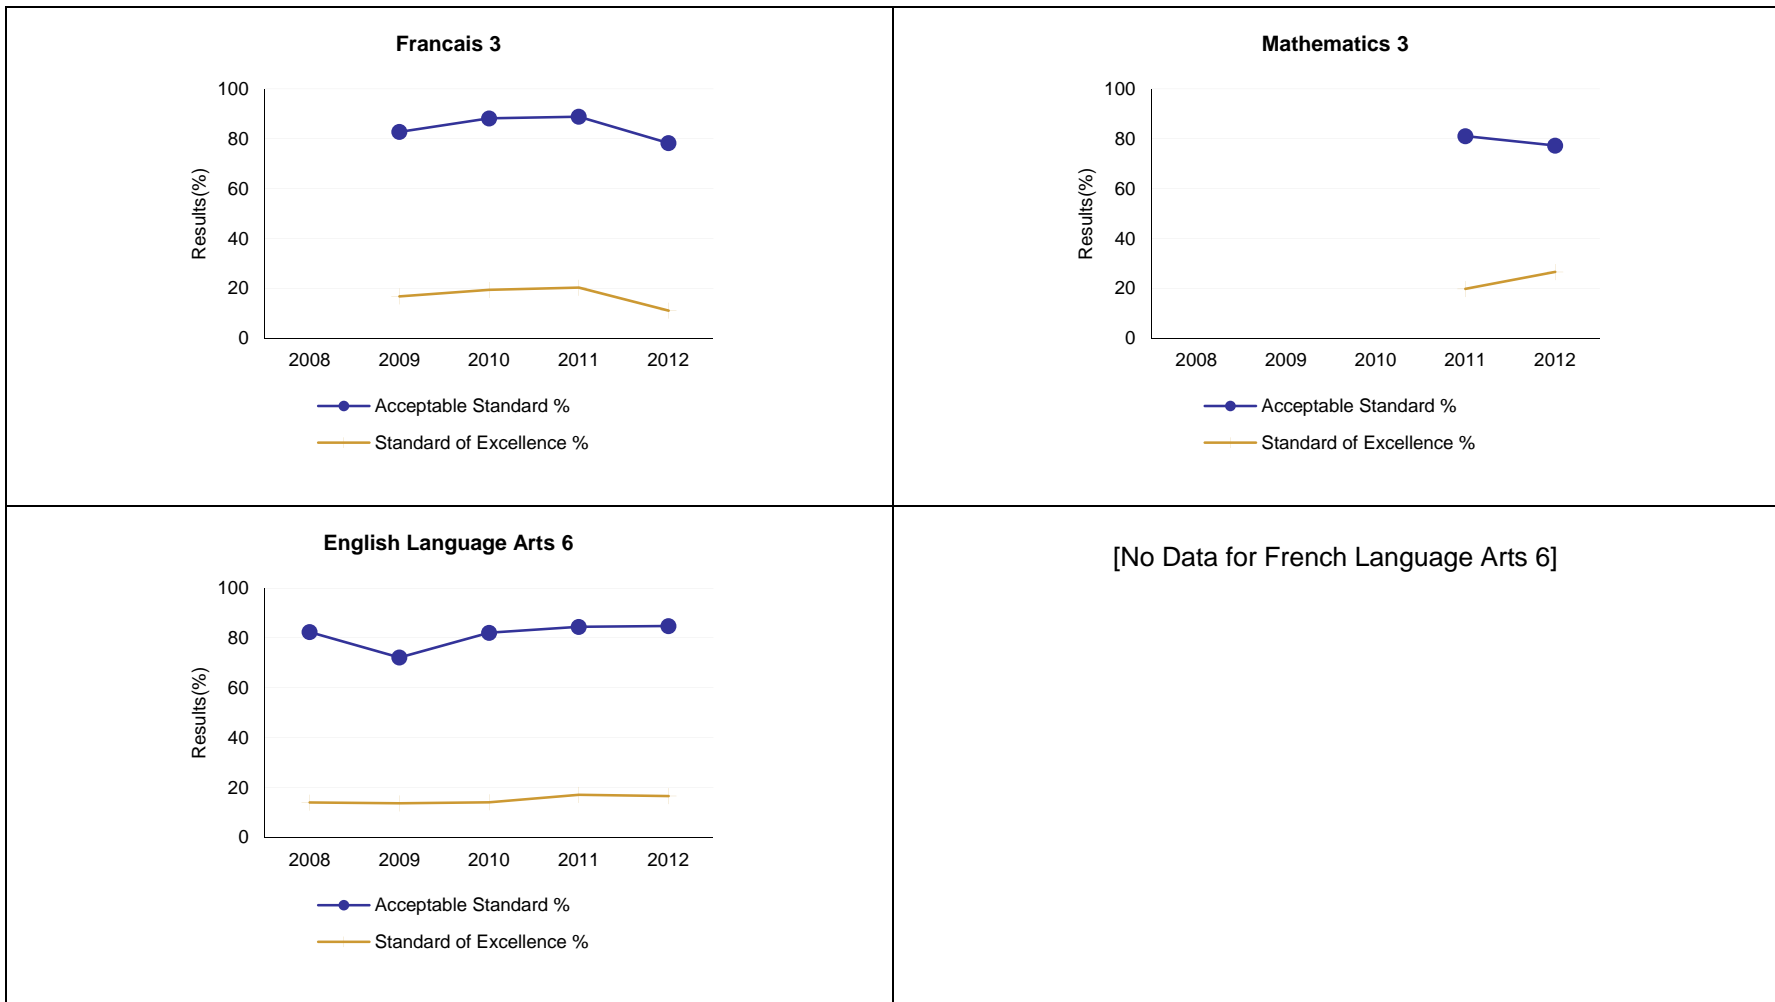 Francais 3
100
80
60
40
20
0
Results(%)
2008 2009 2010 2011 2012
Acceptable Standard %
Standard of Excellence %
Mathematics 3
100
80
60
40
20
0
Results(%)
2008 2009 2010 2011 2012
Acceptable Standard %
Standard of Excellence %
English Language Arts 6
100
80
60
40
20
0
Results(%)
2008 2009 2010 2011 2012
Acceptable Standard %
Standard of Excellence %
[No Data for French Language Arts 6]